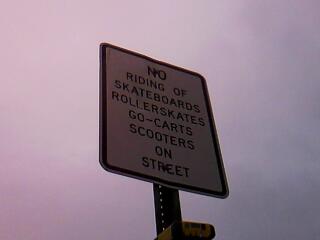 NO
RIDING OF
SKATEBOARDS
ROLLERSKATES
GO-CARTS
SCOOTERS
ON
STREET